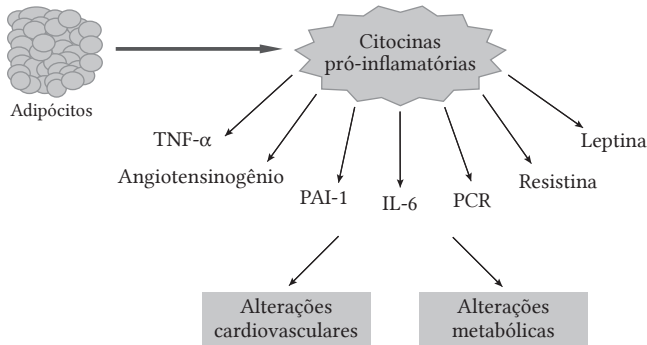 Citocinas
pró-inflamatórias
Adipócitos
TNF-α
Leptina
Angiotensinogênio
Resistina
PAI-1
IL-6
PCR
Alterações
cardiovasculares
Alterações
metabólicas